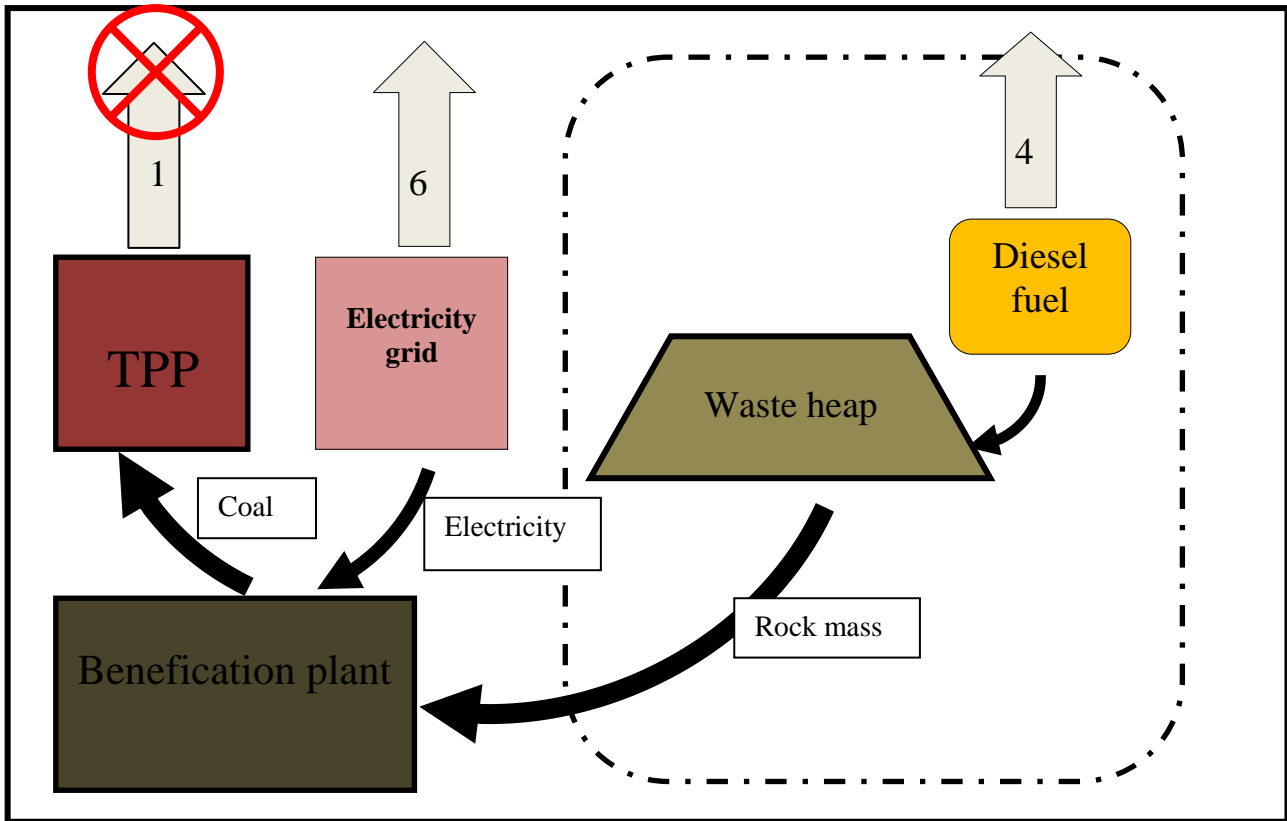 1
6
4
TPP
Electricity
grid
Diesel
fuel
Waste heap
Coal
Electricity
Rock mass
Benefication plant